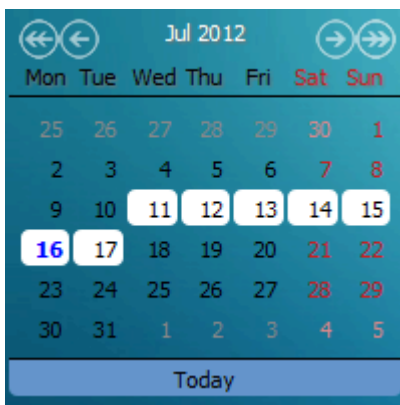 Jul 2012
Mon Tue Wed Thu Fri Sat Sun
25 26 27 28 29 30 1
2 3 4 5 6 7 8
9 10 11 12 13 14 15
16 17 18 19 20 21 22
23 24 25 26 27 28 29
30 31 1 2 3 4 5
Today